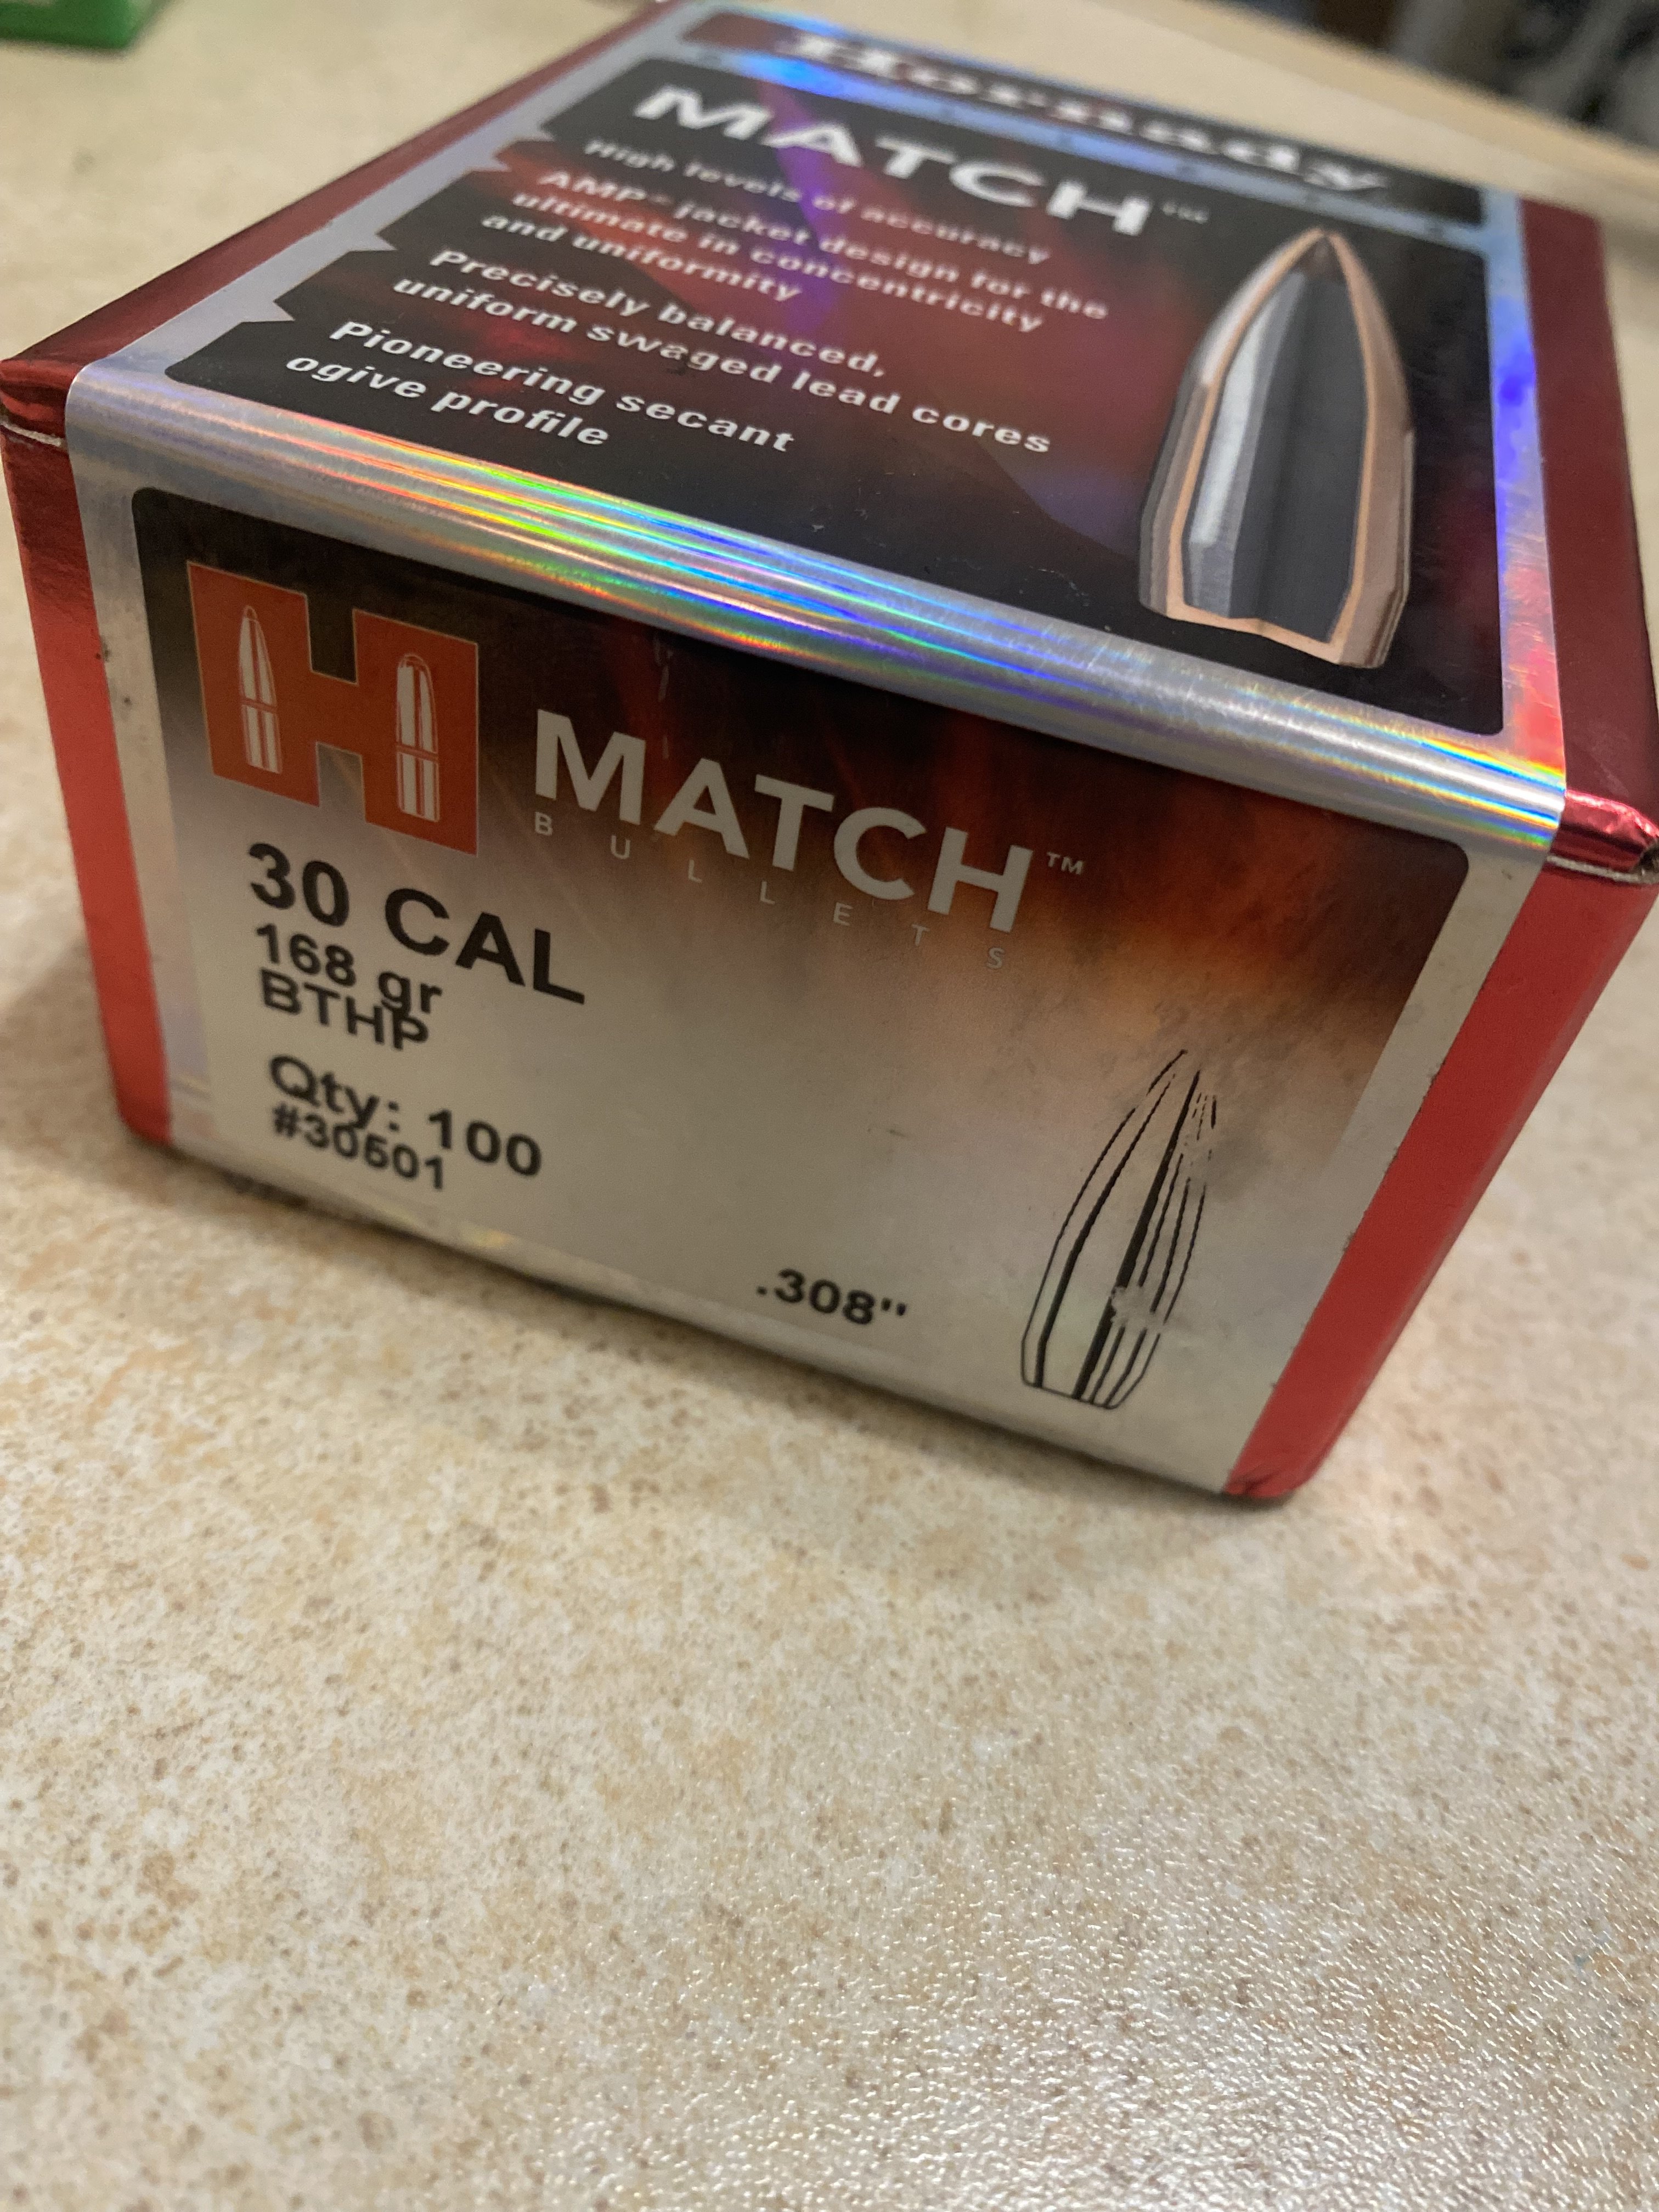 Hornady
MATCH™
High levels of accuracy
AMP™ jacket design for the
ultimate in concentricity
and uniformity
Precisely balanced,
uniform swaged lead cores
Pioneering secant
ogive profile
H
MATCH™
BULLETS
30 CAL
168 gr
BTHP
Qty: 100
#30501
.308"